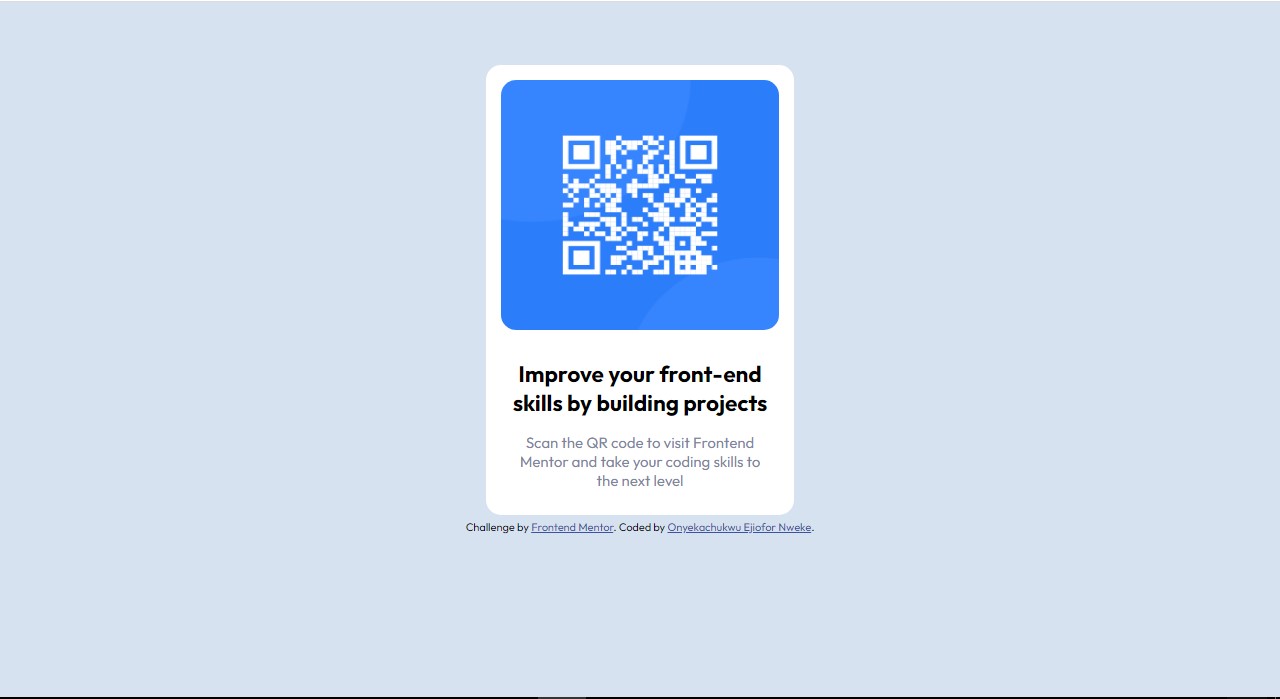 Improve your front-end
skills by building projects
Scan the QR code to visit Frontend
Mentor and take your coding skills to
the next level
Challenge by Frontend Mentor. Coded by Onyekachukwu Ejiofor Nweke.